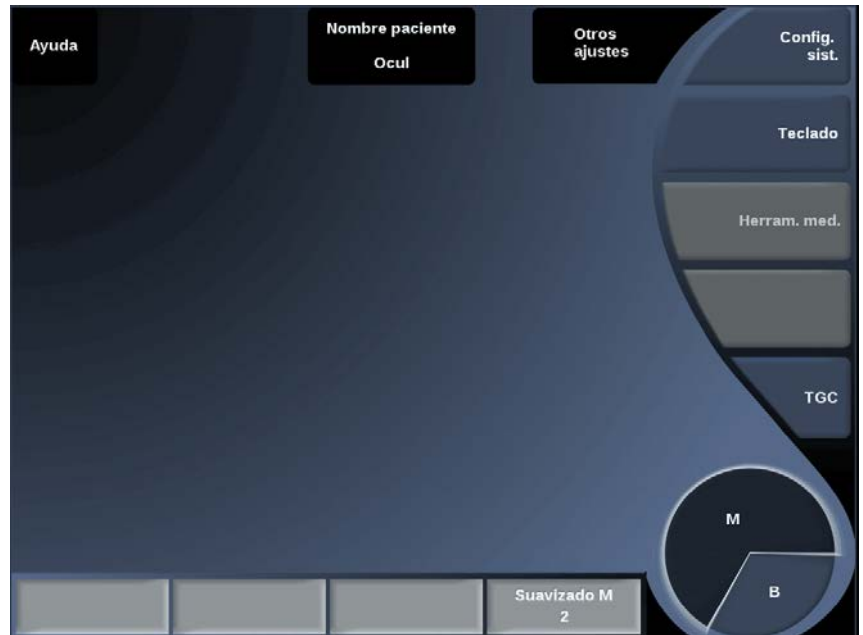 Ayuda
Nombre paciente
Ocul
Otros
ajustes
Config.
sist.
Teclado
Herram. med.
TGC
M
B
Suavizado M
2